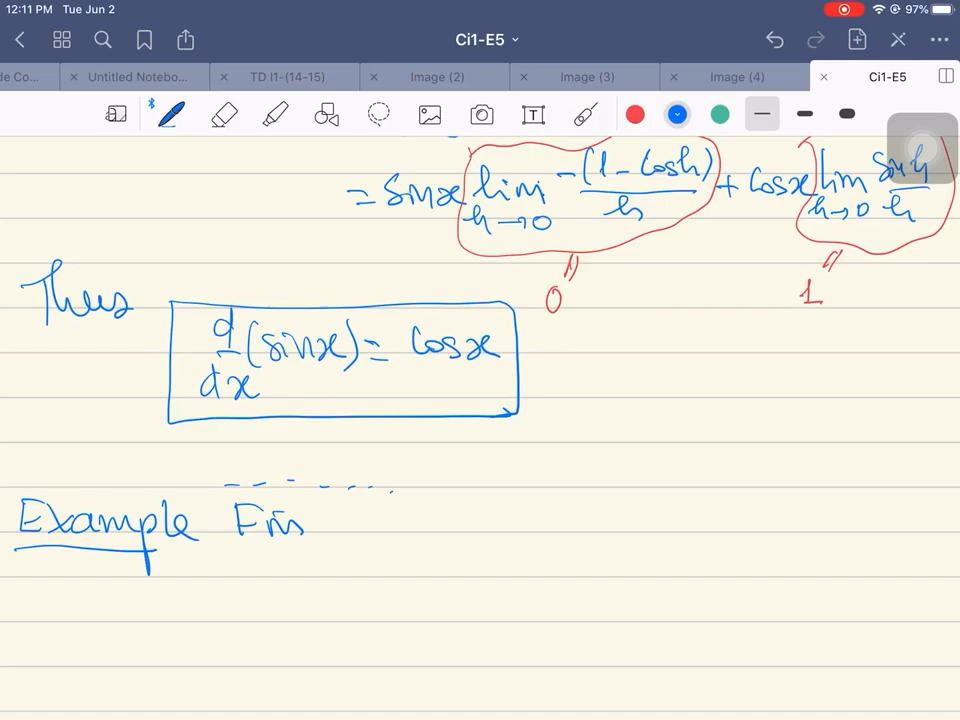 12:11 PM Tue Jun 2 97%
Ci1-E5
de Co... Untitled Notebo... TD I1-(14-15) Image (2) Image (3) Image (4) Ci1-E5
= sinx lim h→0 -(1-cosh)/h + cosx lim h→0 sinh/h
0 1
Thus
d/dx (sinx) = cosx
Example Fin